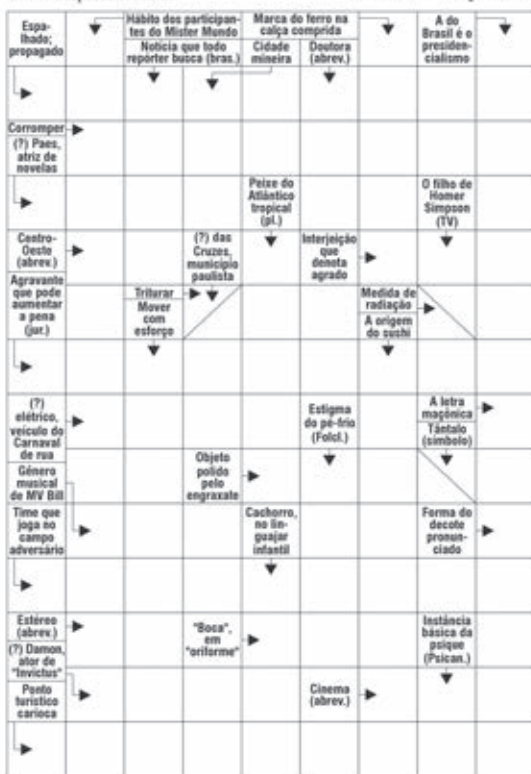 Espa-
lhado;
propagado
Hábito dos participan-
tes do Mister Mundo
Notícia que todo
repórter busca (bras.)
Marca do ferro na
calça comprida
Cidade
mineira
Doutora
(abrev.)
A do
Brasil é o
presiden-
cialismo
Corromper
(?) Paes,
atriz de
novelas
Peixe do
Atlântico
tropical
(pl.)
O filho de
Homer
Simpson
(TV)
Centro-
Oeste
(abrev.)
(?) das
Cruzes,
município
paulista
Interjeição
que
denota
agrado
Agravante
que pode
aumentar
a pena
(jur.)
Triturar
Mover
com
esforço
Medida de
radiação
A origem
do sushi
(?)
elétrico,
veículo do
Carnaval
de rua
Estigma
do pé-frio
(Folcl.)
A letra
maçônica
Tântalo
(símbolo)
Gênero
musical
de MV Bill
Objeto
polido
pelo
engraxate
Time que
joga no
campo
adversário
Cachorro,
no lin-
guajar
infantil
Forma do
decote
pronun-
ciado
Estéreo
(abrev.)
"Boca",
em
"oriforme"
Instância
básica da
psique
(Psican.)
(?) Damon,
ator de
"Invictus"
Ponto
turístico
carioca
Cinema
(abrev.)